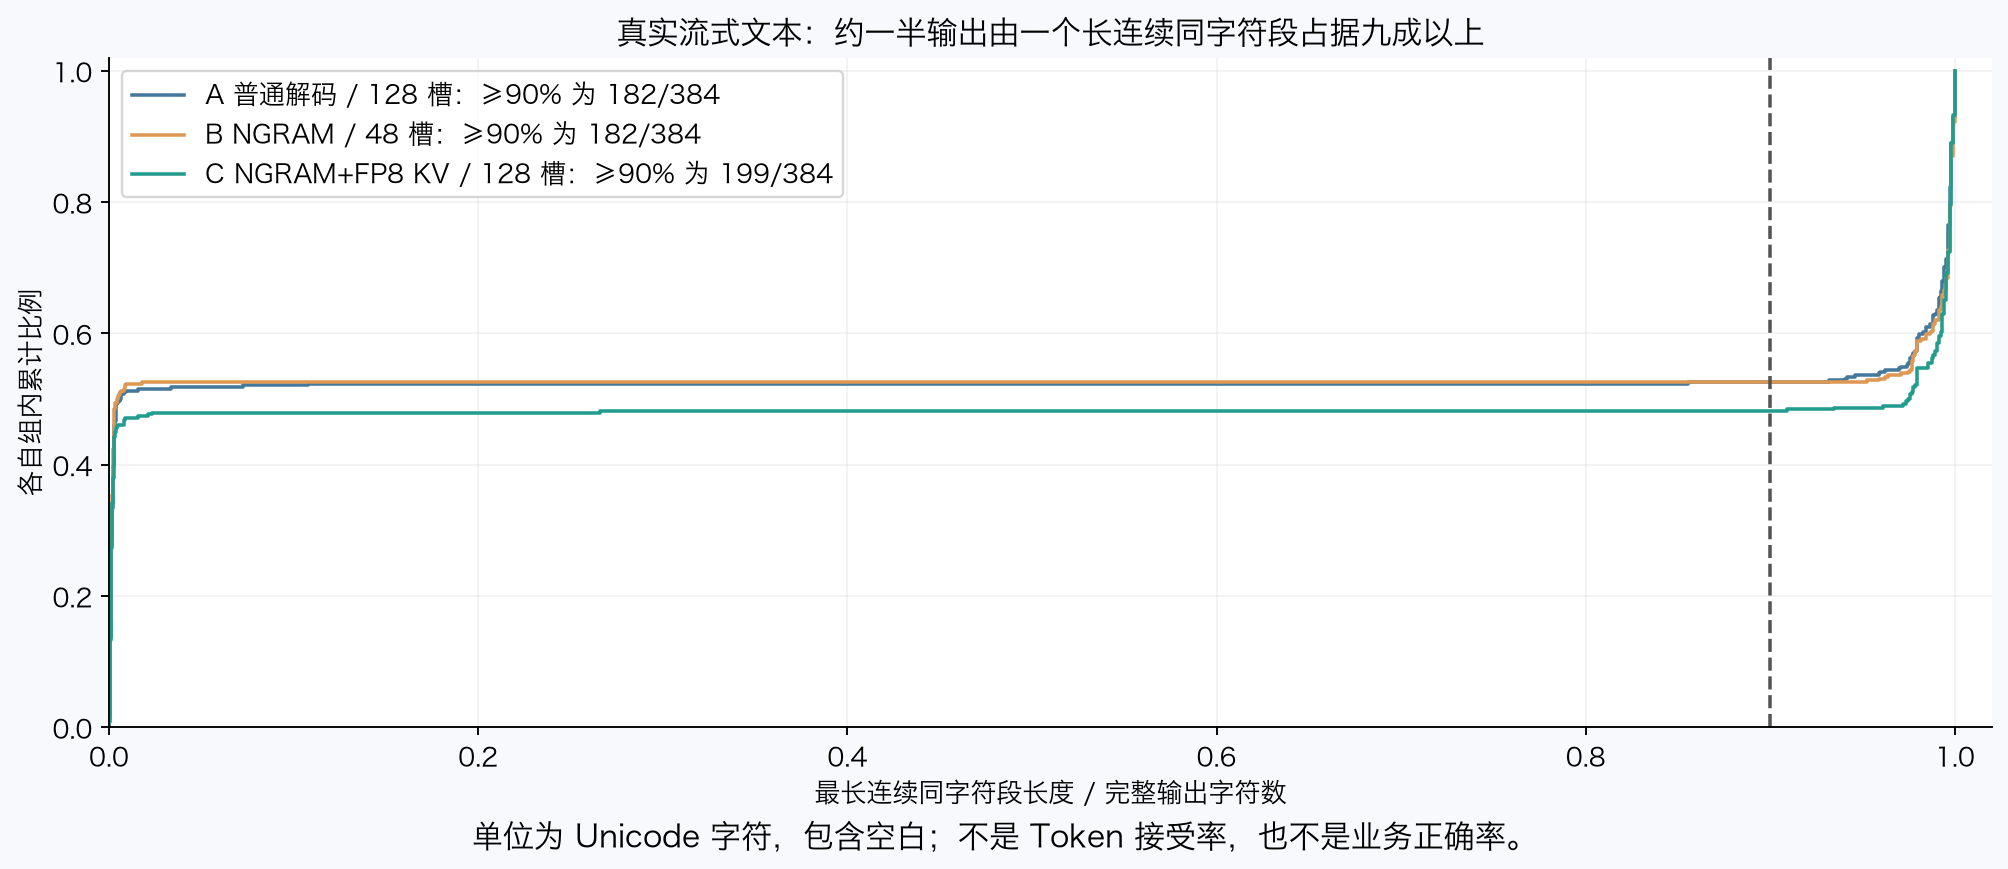 真实流式文本：约一半输出由一个长连续同字符段占据九成以上
A 普通解码 / 128 槽：≥90% 为 182/384
B NGRAM / 48 槽：≥90% 为 182/384
C NGRAM+FP8 KV / 128 槽：≥90% 为 199/384
各自组内累计比例
1.0
0.8
0.6
0.4
0.2
0.0
0.0 0.2 0.4 0.6 0.8 1.0
最长连续同字符段长度 / 完整输出字符数
单位为 Unicode 字符，包含空白；不是 Token 接受率，也不是业务正确率。